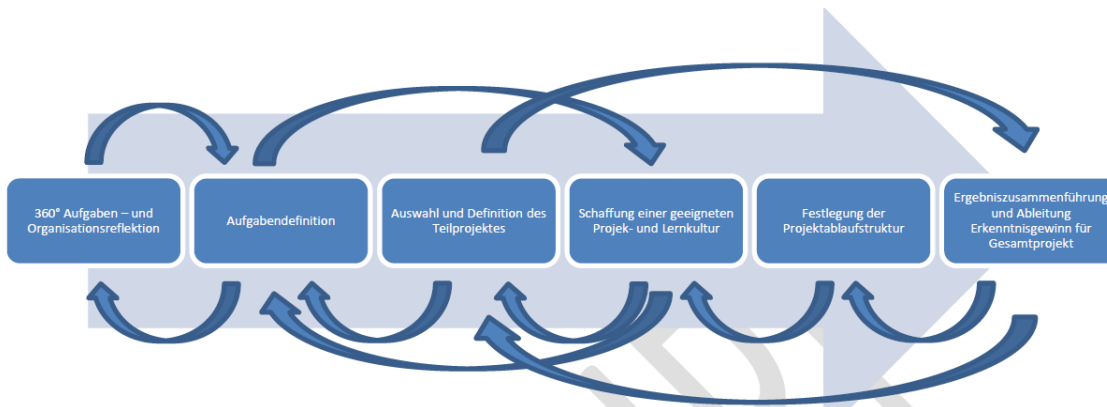 360° Aufgaben – und
Organisationsreflektion
Aufgabendefinition
Auswahl und Definition des
Teilprojektes
Schaffung einer geeigneten
Projek- und Lernkultur
Festlegung der
Projektablaufstruktur
Ergebniszusammenführung
und Ableitung
Erkenntnisgewinn für
Gesamtprojekt